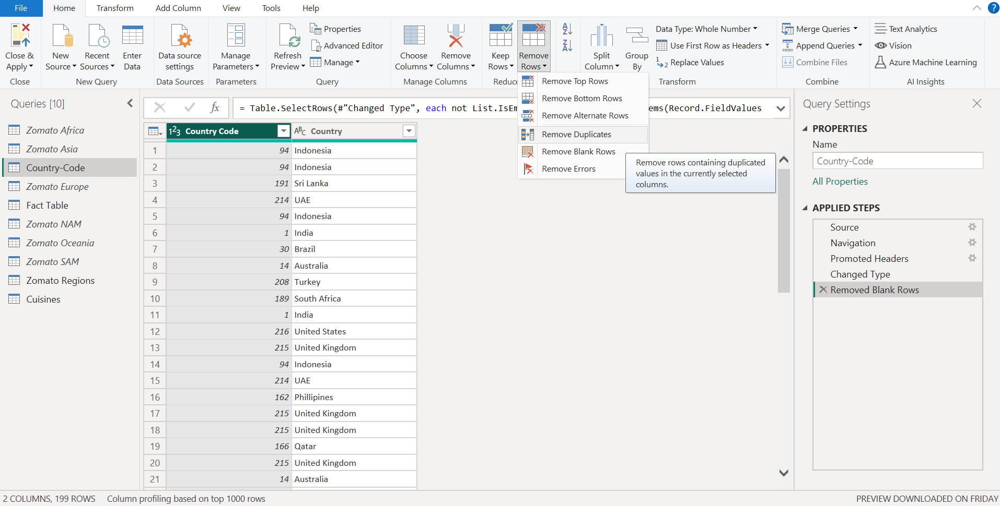 File Home Transform Add Column View Tools Help
Close & Apply
Close
New Source
Recent Sources
Enter Data
New Query
Data source settings
Data Sources
Manage Parameters
Parameters
Refresh Preview
Properties
Advanced Editor
Manage
Query
Choose Columns
Remove Columns
Manage Columns
Keep Rows
Remove Rows
Reduc
A Z
Z A
Split Column
Group By
Data Type: Whole Number
Use First Row as Headers
1 2 Replace Values
Transform
Merge Queries
Append Queries
Combine Files
Combine
Text Analytics
Vision
Azure Machine Learning
AI Insights
?
Remove Top Rows
Remove Bottom Rows
Remove Alternate Rows
Remove Duplicates
Remove Blank Rows
Remove Errors
Remove rows containing duplicated
values in the currently selected
columns.
Queries [10]
Zomato Africa
Zomato Asia
Country-Code
Zomato Europe
Fact Table
Zomato NAM
Zomato Oceania
Zomato SAM
Zomato Regions
Cuisines
fx
= Table.SelectRows(#"Changed Type", each not List.IsEm ems(Record.FieldValues
123 Country Code ABC Country
1 94 Indonesia
2 94 Indonesia
3 191 Sri Lanka
4 214 UAE
5 94 Indonesia
6 1 India
7 30 Brazil
8 14 Australia
9 208 Turkey
10 189 South Africa
11 1 India
12 216 United States
13 215 United Kingdom
14 94 Indonesia
15 214 UAE
16 162 Phillipines
17 215 United Kingdom
18 215 United Kingdom
19 166 Qatar
20 215 United Kingdom
21 14 Australia
Query Settings
PROPERTIES
Name
Country-Code
All Properties
APPLIED STEPS
Source
Navigation
Promoted Headers
Changed Type
Removed Blank Rows
2 COLUMNS, 199 ROWS Column profiling based on top 1000 rows PREVIEW DOWNLOADED ON FRIDAY